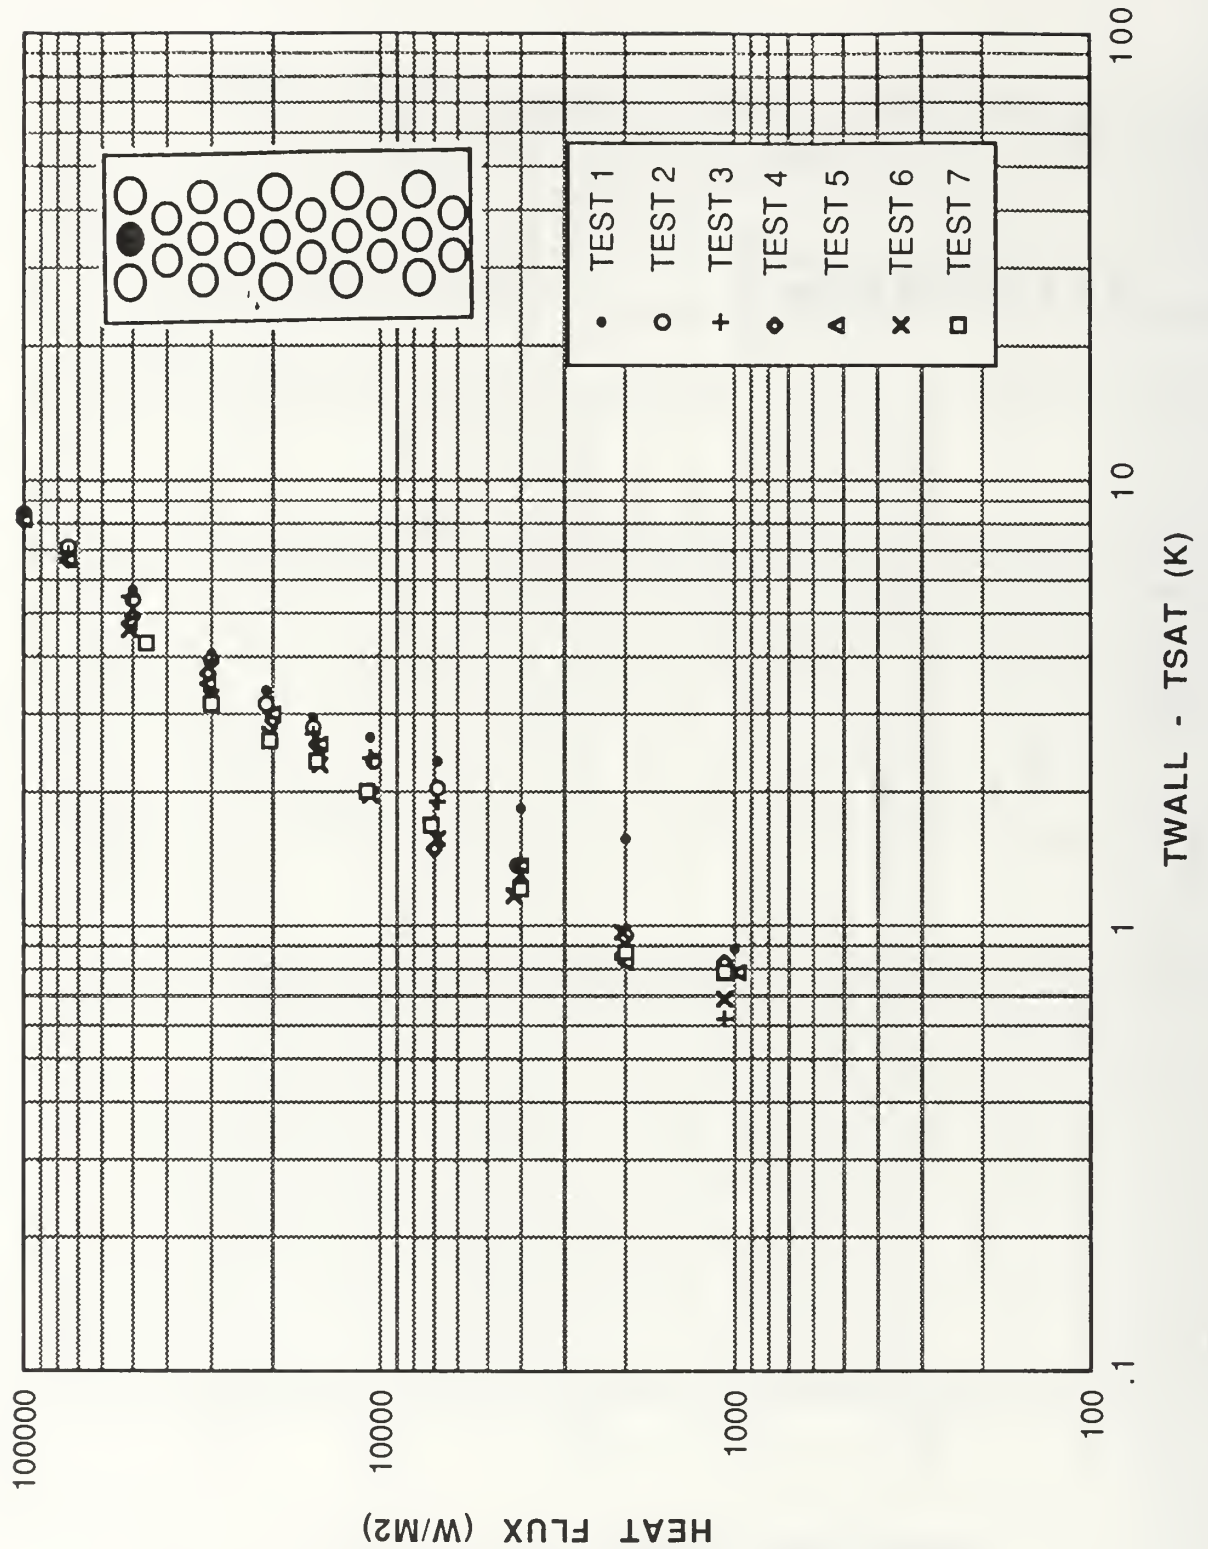 HEAT FLUX (W/M2)
100000
10000
1000
100
.1
1
10
100
TWALL - TSAT (K)
• TEST 1
○ TEST 2
+ TEST 3
◇ TEST 4
△ TEST 5
× TEST 6
□ TEST 7